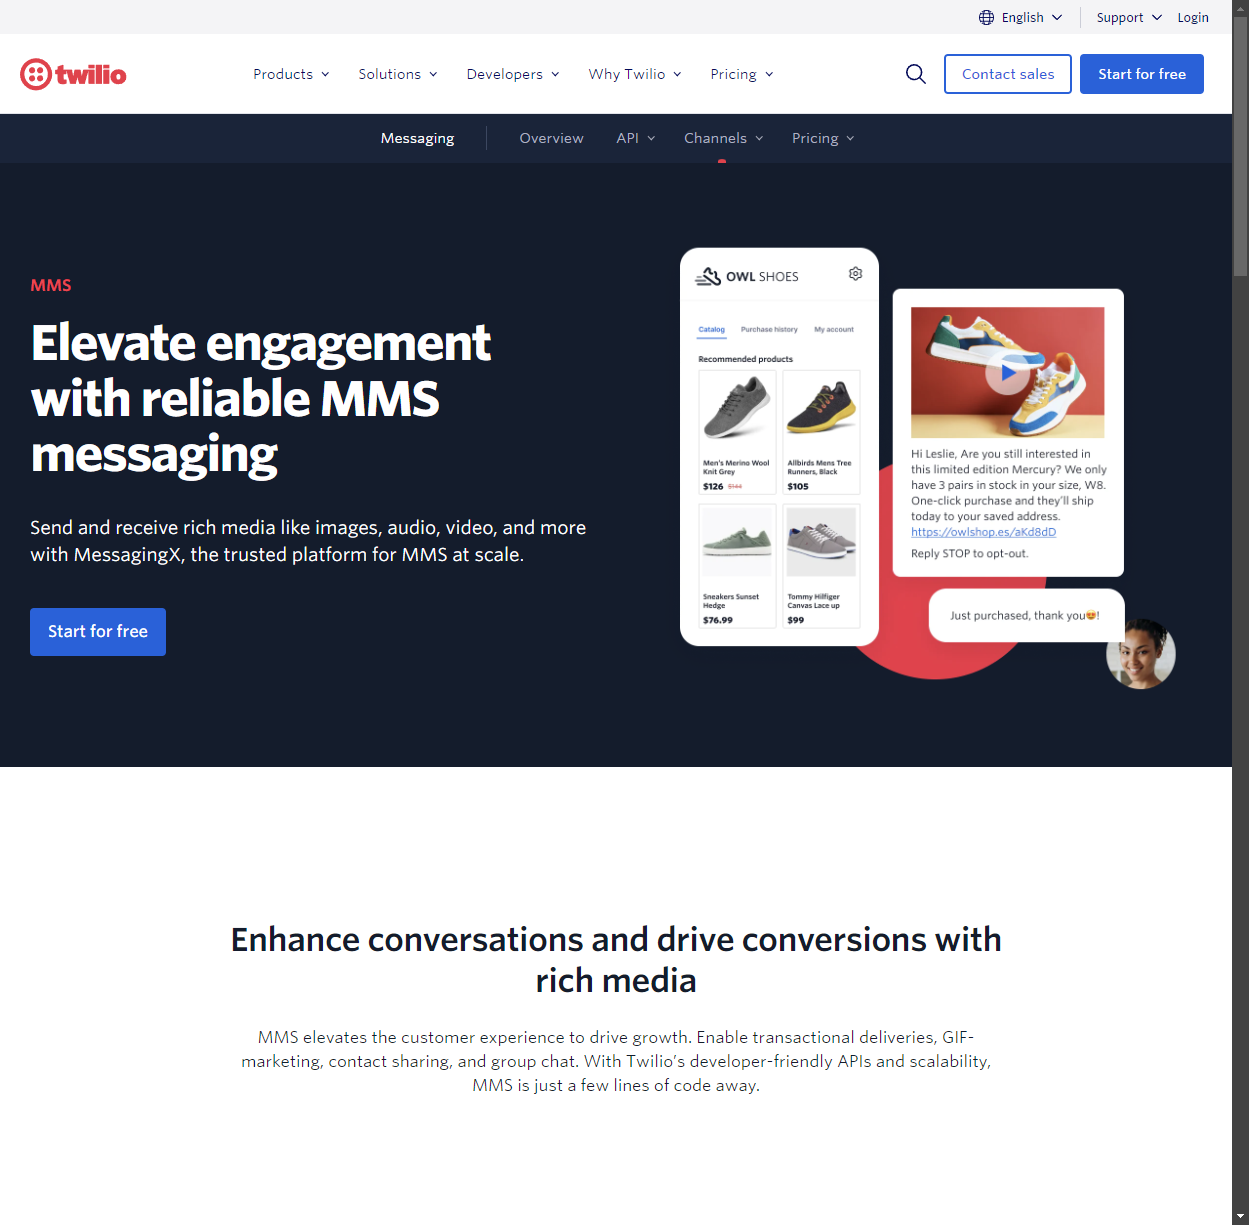 English
Support
Login
twilio
Products
Solutions
Developers
Why Twilio
Pricing
Contact sales
Start for free
Messaging
Overview
API
Channels
Pricing
MMS
Elevate engagement
with reliable MMS
messaging
Send and receive rich media like images, audio, video, and more
with MessagingX, the trusted platform for MMS at scale.
Start for free
OWL SHOES
Catalog
Purchase history
My account
Recommended products
Men's Merino Wool
Knit Grey
$126 $144
Allbirds Mens Tree
Runners, Black
$105
Sneakers Sunset
Hedge
$76.99
Tommy Hilfiger
Canvas Lace up
$99
Hi Leslie, Are you still interested in
this limited edition Mercury? We only
have 3 pairs in stock in your size, W8.
One-click purchase and they'll ship
today to your saved address.
https://owlshop.es/aKd8dD
Reply STOP to opt-out.
Just purchased, thank you😍!
Enhance conversations and drive conversions with
rich media
MMS elevates the customer experience to drive growth. Enable transactional deliveries, GIF-
marketing, contact sharing, and group chat. With Twilio’s developer-friendly APIs and scalability,
MMS is just a few lines of code away.